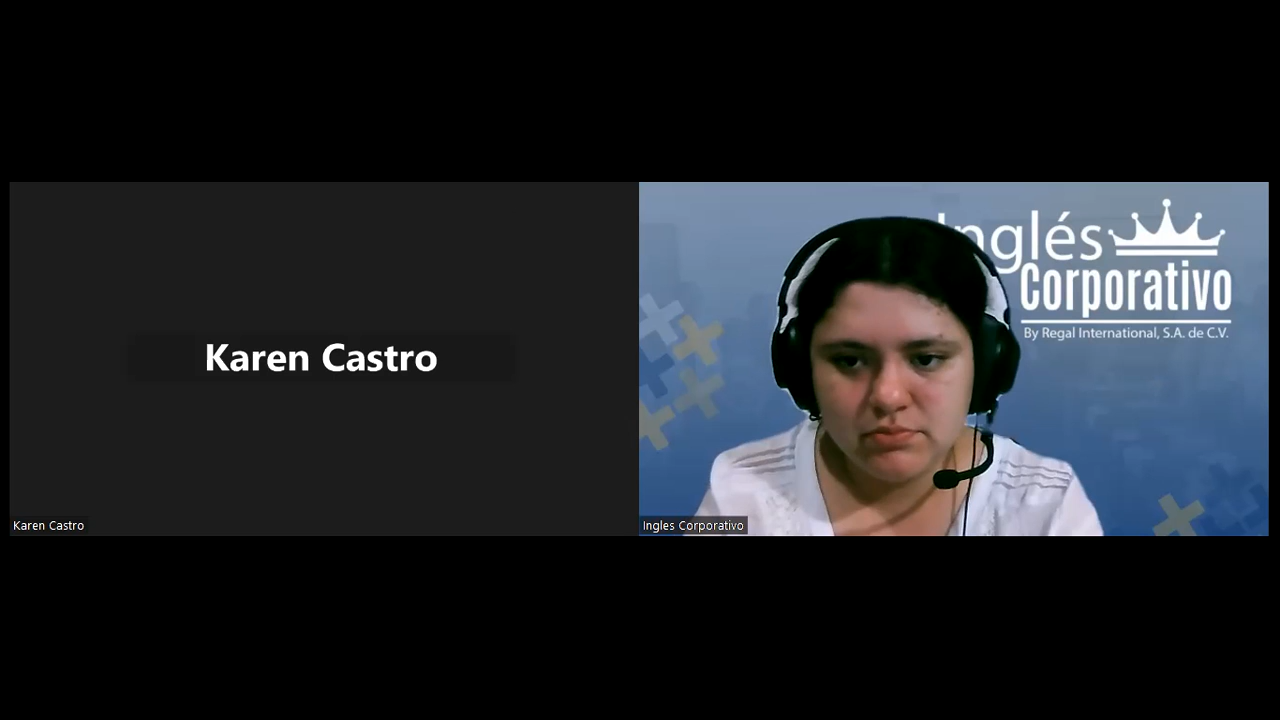 Karen Castro
Karen Castro
Inglés
Corporativo
By Regal International, S.A. de C.V.
Ingles Corporativo